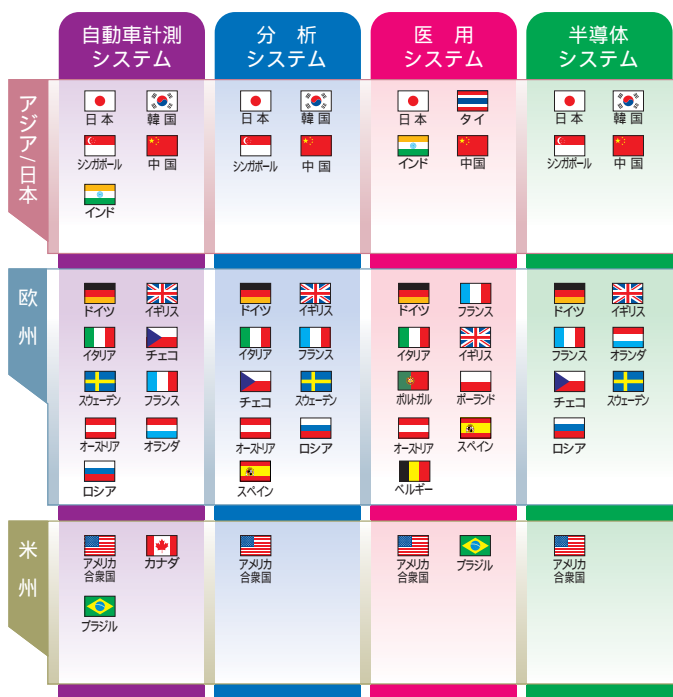 自動車計測
システム
分 析
システム
医 用
システム
半導体
システム
アジア/日本
日本 韓国
シンガポール 中国
インド
日本 韓国
シンガポール 中国
日本 タイ
インド 中国
日本 韓国
シンガポール 中国
欧州
ドイツ イギリス
イタリア チェコ
スウェーデン フランス
オーストリア オランダ
ロシア
ドイツ イギリス
イタリア フランス
チェコ スウェーデン
オーストリア ロシア
スペイン
ドイツ フランス
イタリア イギリス
ポルトガル ポーランド
オーストリア スペイン
ベルギー
ドイツ イギリス
フランス オランダ
チェコ スウェーデン
ロシア
米州
アメリカ
合衆国
カナダ
ブラジル
アメリカ
合衆国
アメリカ
合衆国
ブラジル
アメリカ
合衆国